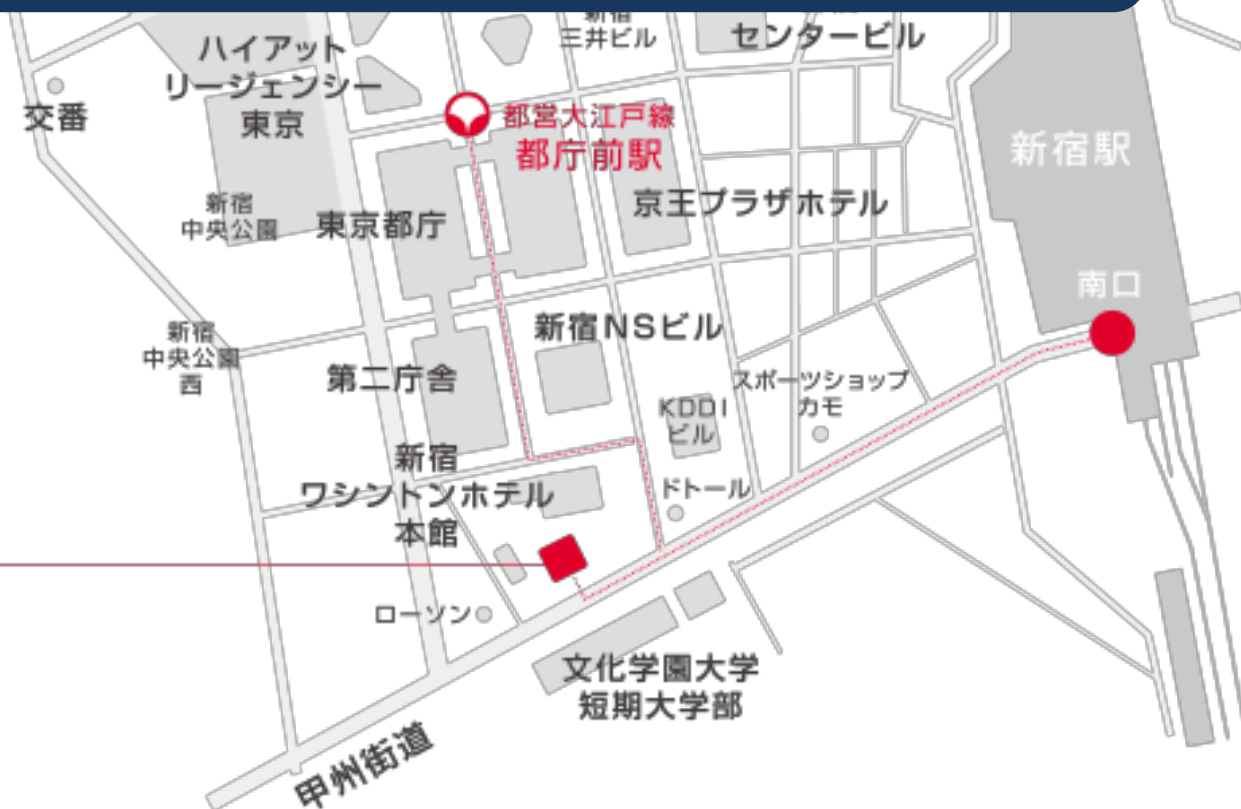 新宿
三井ビル
センタービル
ハイアット
リージェンシー
東京
交番
都営大江戸線
都庁前駅
新宿駅
新宿
中央公園
東京都庁
京王プラザホテル
南口
新宿
中央公園
西
新宿NSビル
第二庁舎
スポーツショップ
カモ
KDDI
ビル
新宿
ワシントンホテル
本館
ドトール
ローソン
文化学園大学
短期大学部
甲州街道